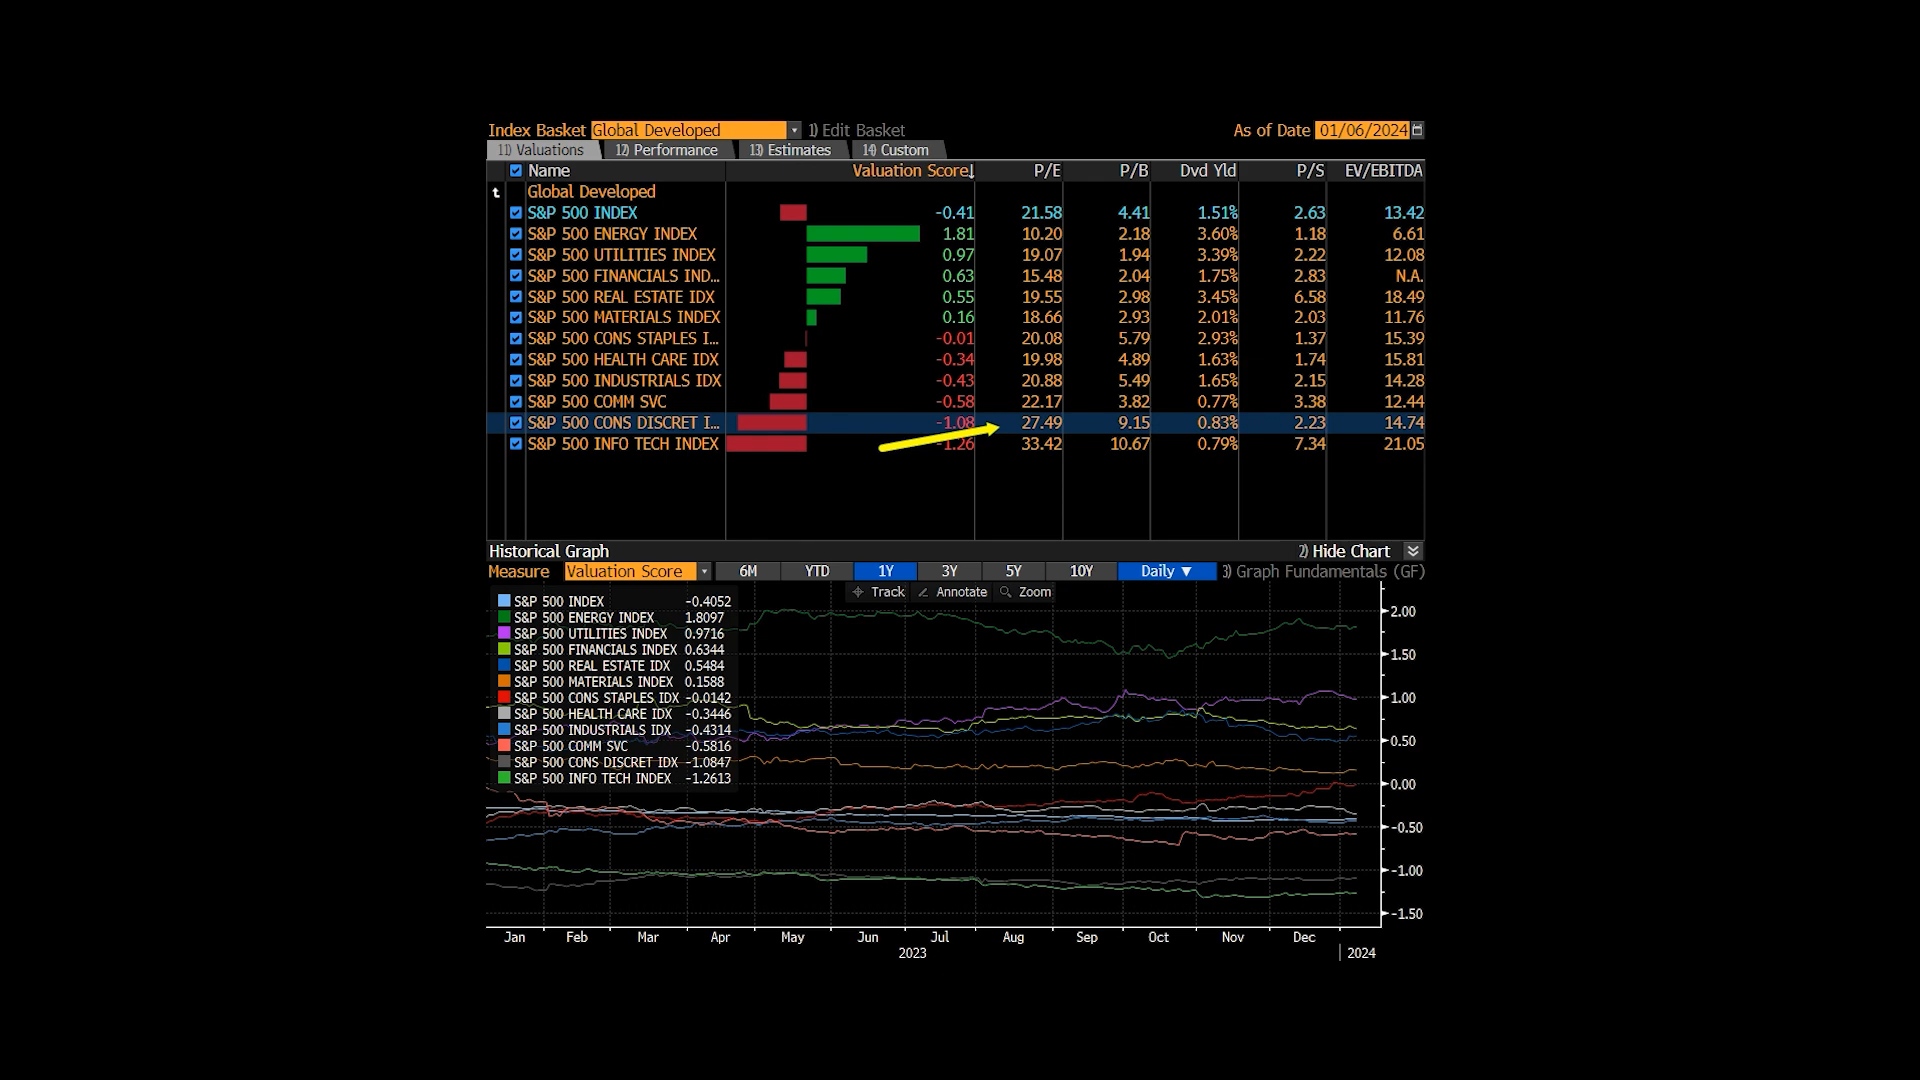 Index Basket Global Developed 1) Edit Basket As of Date 01/06/2024
11) Valuations 12) Performance 13) Estimates 14) Custom
Name Valuation Score↓ P/E P/B Dvd Yld P/S EV/EBITDA
Global Developed
S&P 500 INDEX -0.41 21.58 4.41 1.51% 2.63 13.42
S&P 500 ENERGY INDEX 1.81 10.20 2.18 3.60% 1.18 6.61
S&P 500 UTILITIES INDEX 0.97 19.07 1.94 3.39% 2.22 12.08
S&P 500 FINANCIALS IND... 0.63 15.48 2.04 1.75% 2.83 N.A.
S&P 500 REAL ESTATE IDX 0.55 19.55 2.98 3.45% 6.58 18.49
S&P 500 MATERIALS INDEX 0.16 18.66 2.93 2.01% 2.03 11.76
S&P 500 CONS STAPLES I... -0.01 20.08 5.79 2.93% 1.37 15.39
S&P 500 HEALTH CARE IDX -0.34 19.98 4.89 1.63% 1.74 15.81
S&P 500 INDUSTRIALS IDX -0.43 20.88 5.49 1.65% 2.15 14.28
S&P 500 COMM SVC -0.58 22.17 3.82 0.77% 3.38 12.44
S&P 500 CONS DISCRET I... -1.08 27.49 9.15 0.83% 2.23 14.74
S&P 500 INFO TECH INDEX -1.26 33.42 10.67 0.79% 7.34 21.05
Historical Graph 2) Hide Chart
Measure Valuation Score 6M YTD 1Y 3Y 5Y 10Y Daily ▼ 3) Graph Fundamentals (GF)
Track Annotate Zoom
S&P 500 INDEX -0.4052
S&P 500 ENERGY INDEX 1.8097
S&P 500 UTILITIES INDEX 0.9716
S&P 500 FINANCIALS INDEX 0.6344
S&P 500 REAL ESTATE IDX 0.5484
S&P 500 MATERIALS INDEX 0.1588
S&P 500 CONS STAPLES IDX -0.0142
S&P 500 HEALTH CARE IDX -0.3446
S&P 500 INDUSTRIALS IDX -0.4314
S&P 500 COMM SVC -0.5816
S&P 500 CONS DISCRET IDX -1.0847
S&P 500 INFO TECH INDEX -1.2613
2.00
1.50
1.00
0.50
0.00
-0.50
-1.00
-1.50
Jan Feb Mar Apr May Jun Jul Aug Sep Oct Nov Dec
2023 2024